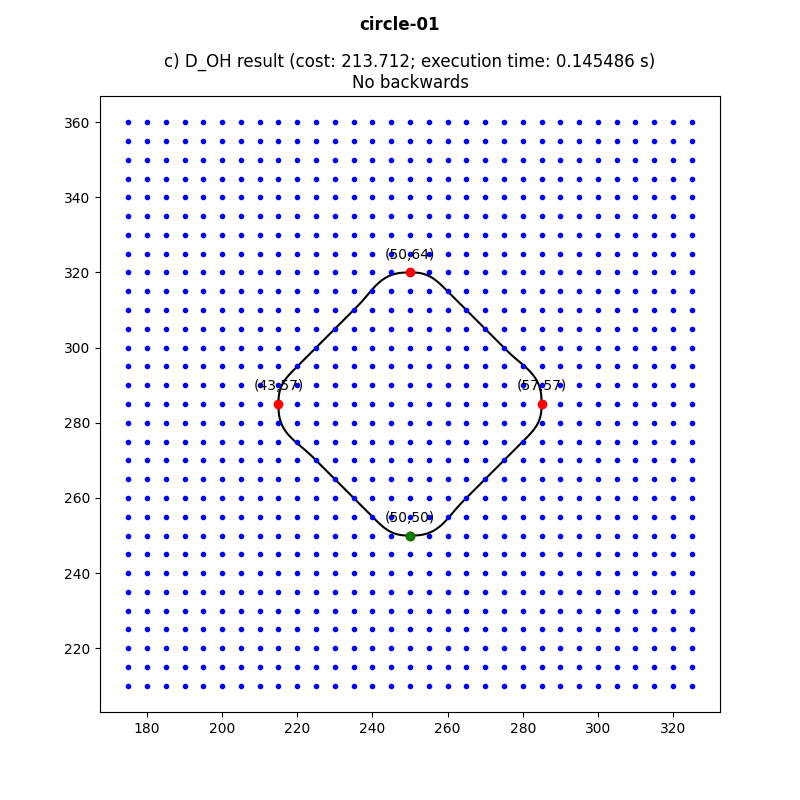 circle-01
c) D_OH result (cost: 213.712; execution time: 0.145486 s)
No backwards
360
340
(50,64)
320
300
(43,57) (57,57)
280
260
(50,50)
240
220
180 200 220 240 260 280 300 320